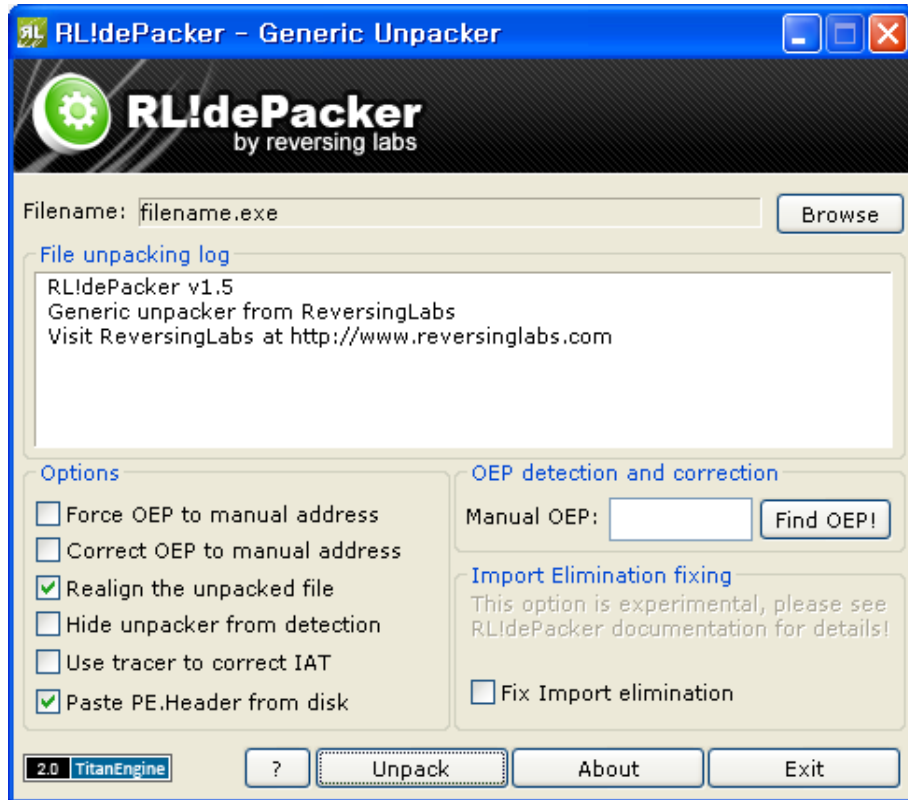 RL RL!dePacker - Generic Unpacker
RL!dePacker
by reversing labs
Filename: filename.exe Browse
File unpacking log
RL!dePacker v1.5
Generic unpacker from ReversingLabs
Visit ReversingLabs at http://www.reversinglabs.com
Options
Force OEP to manual address
Correct OEP to manual address
Realign the unpacked file
Hide unpacker from detection
Use tracer to correct IAT
Paste PE.Header from disk
OEP detection and correction
Manual OEP: Find OEP!
Import Elimination fixing
This option is experimental, please see
RL!dePacker documentation for details!
Fix Import elimination
2.0 TitanEngine ? Unpack About Exit